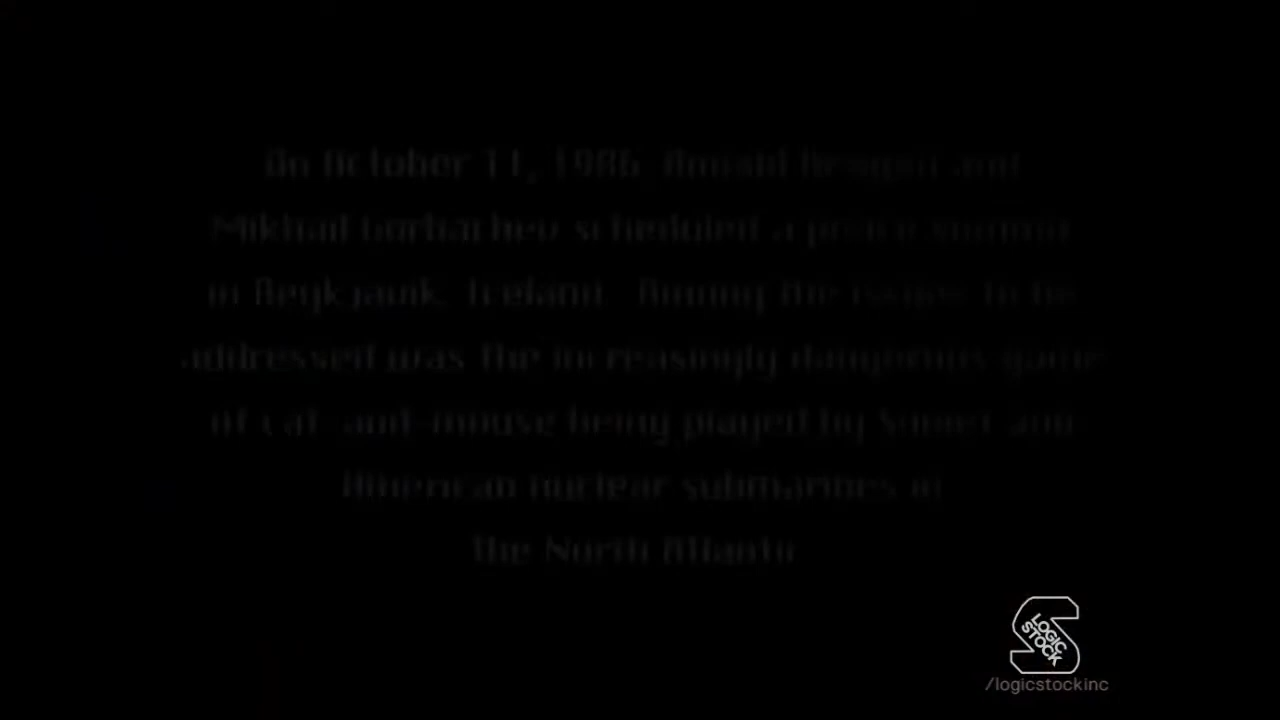 On October 11, 1986, Ronald Reagan and
Mikhail Gorbachev scheduled a peace summit
in Reykjavik, Iceland. Among the issues to be
addressed was the increasingly dangerous game
of cat-and-mouse being played by Soviet and
American nuclear submarines in
the North Atlantic
LOGIC
STOCK
/logicstockinc